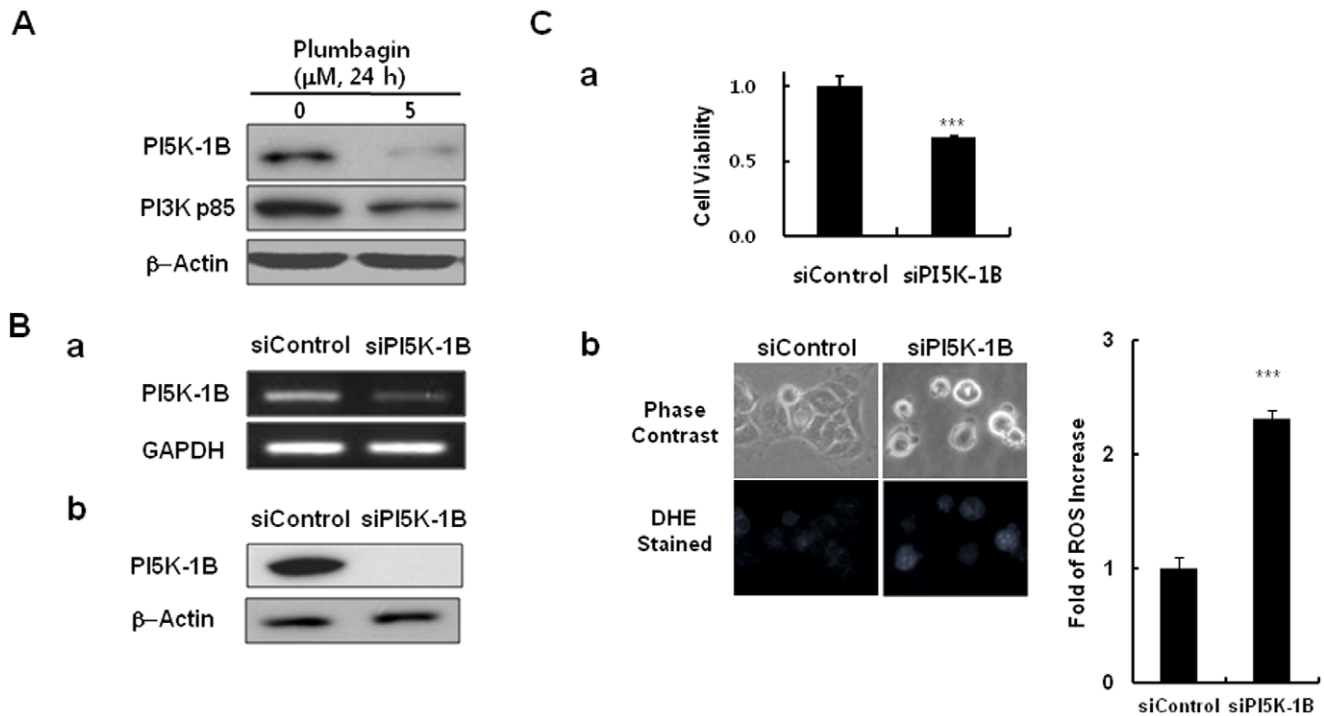 A
Plumbagin
(μM, 24 h)
0 5
PI5K-1B
PI3K p85
β–Actin
B
a
siControl siPI5K-1B
PI5K-1B
GAPDH
b
siControl siPI5K-1B
PI5K-1B
β–Actin
C
a
Cell Viability
1.0
0.5
0.0
***
siControl siPI5K-1B
b
siControl siPI5K-1B
Phase
Contrast
DHE
Stained
Fold of ROS Increase
3
2
1
0
***
siControl siPI5K-1B